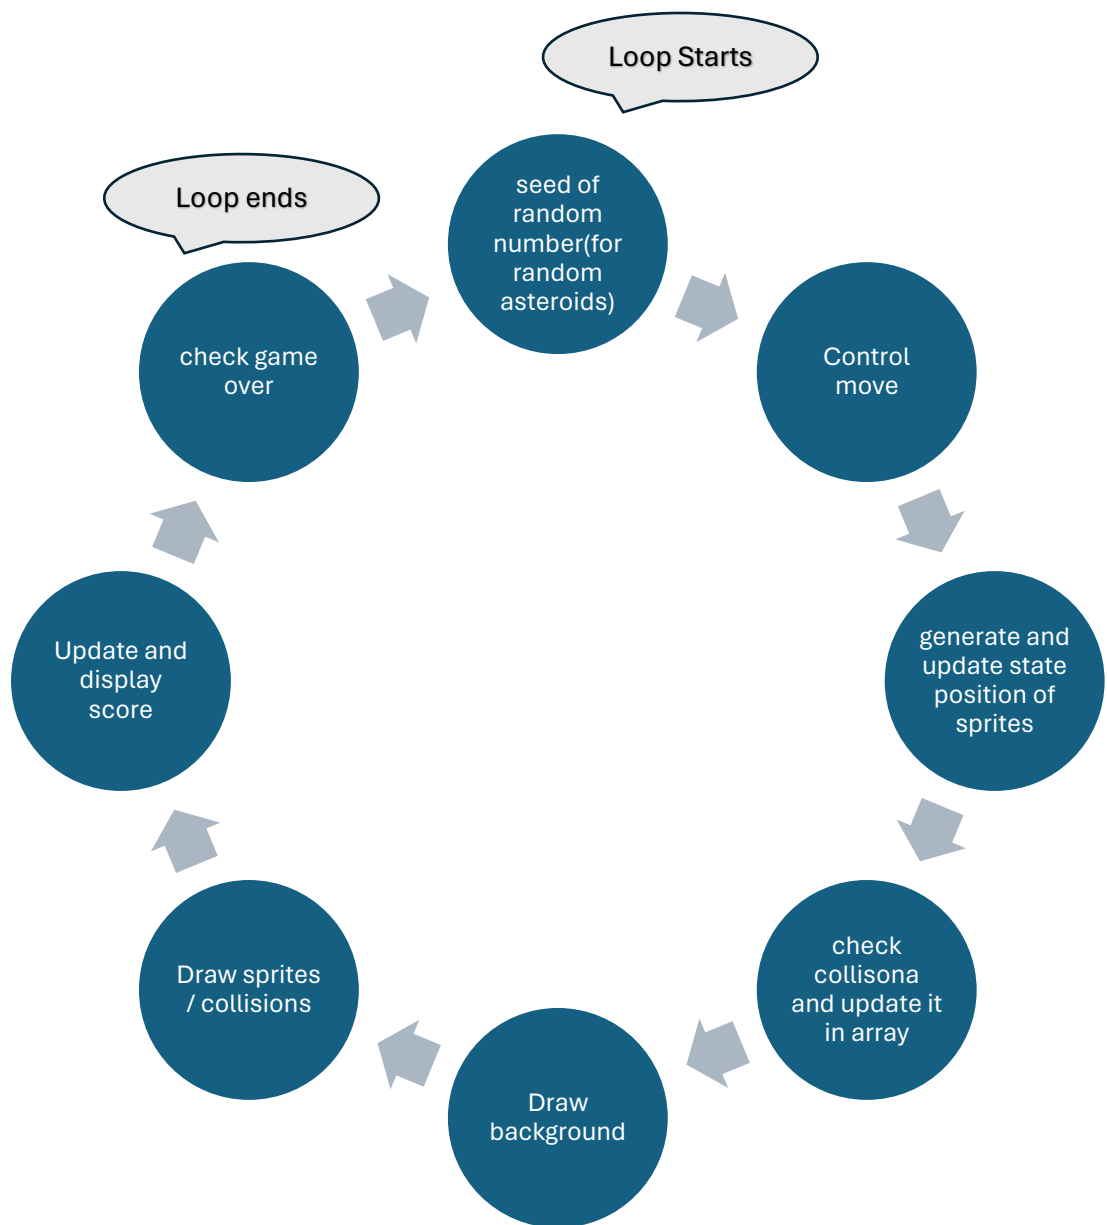 Loop Starts
seed of
random
number(for
random
asteroids)
Control
move
generate and
update state
position of
sprites
check
collisona
and update it
in array
Draw
background
Draw sprites
/ collisions
Update and
display
score
check game
over
Loop ends